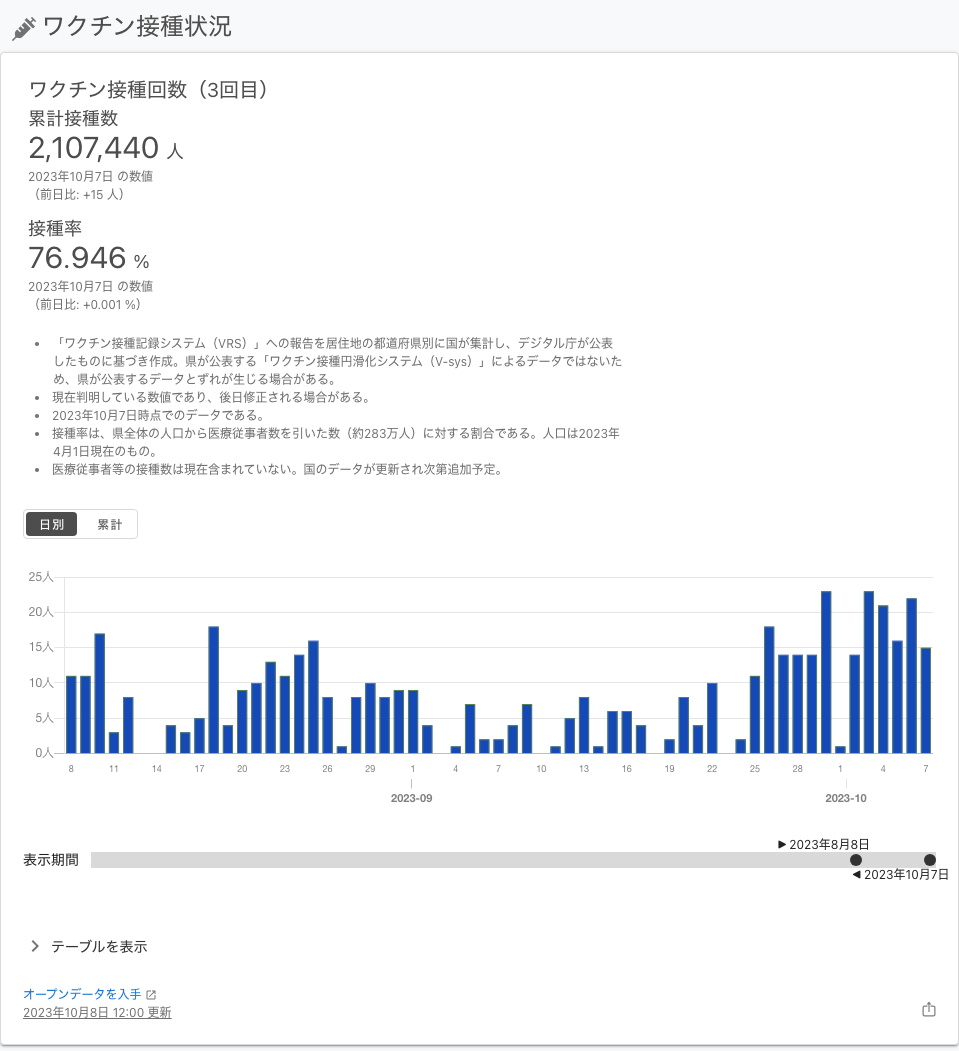 ワクチン接種状況
ワクチン接種回数（3回目）
累計接種数
2,107,440 人
2023年10月7日 の数値
（前日比: +15 人）
接種率
76.946 %
2023年10月7日 の数値
（前日比: +0.001 %）
• 「ワクチン接種記録システム（VRS）」への報告を居住地の都道府県別に国が集計し、デジタル庁が公表
したものに基づき作成。県が公表する「ワクチン接種円滑化システム（V-sys）」によるデータではないた
め、県が公表するデータとずれが生じる場合がある。
• 現在判明している数値であり、後日修正される場合がある。
• 2023年10月7日時点でのデータである。
• 接種率は、県全体の人口から医療従事者数を引いた数（約283万人）に対する割合である。人口は2023年
4月1日現在のもの。
• 医療従事者等の接種数は現在含まれていない。国のデータが更新され次第追加予定。
日別 累計
25人
20人
15人
10人
5人
0人
8 11 14 17 20 23 26 29 1 4 7 10 13 16 19 22 25 28 1 4 7
2023-09 2023-10
▶ 2023年8月8日
表示期間
◀ 2023年10月7日
テーブルを表示
オープンデータを入手
2023年10月8日 12:00 更新